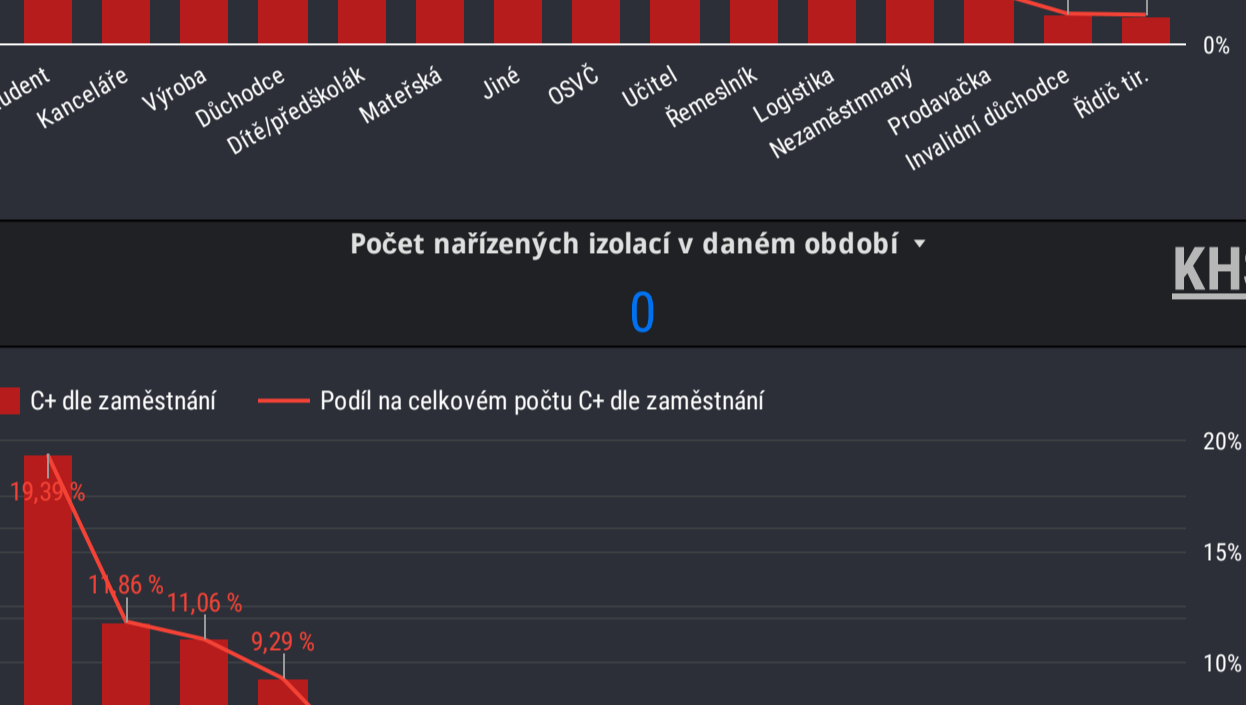 0%
udent
Kanceláře
Výroba
Důchodce
Dítě/předškolák
Mateřská
Jiné
OSVČ
Učitel
Řemeslník
Logistika
Nezaměstmnaný
Prodavačka
Invalidní důchodce
Řidič tir.
Počet nařízených izolací v daném období
KHS
0
C+ dle zaměstnání
Podíl na celkovém počtu C+ dle zaměstnání
20%
19,39 %
15%
11,86 %
11,06 %
9,29 %
10%